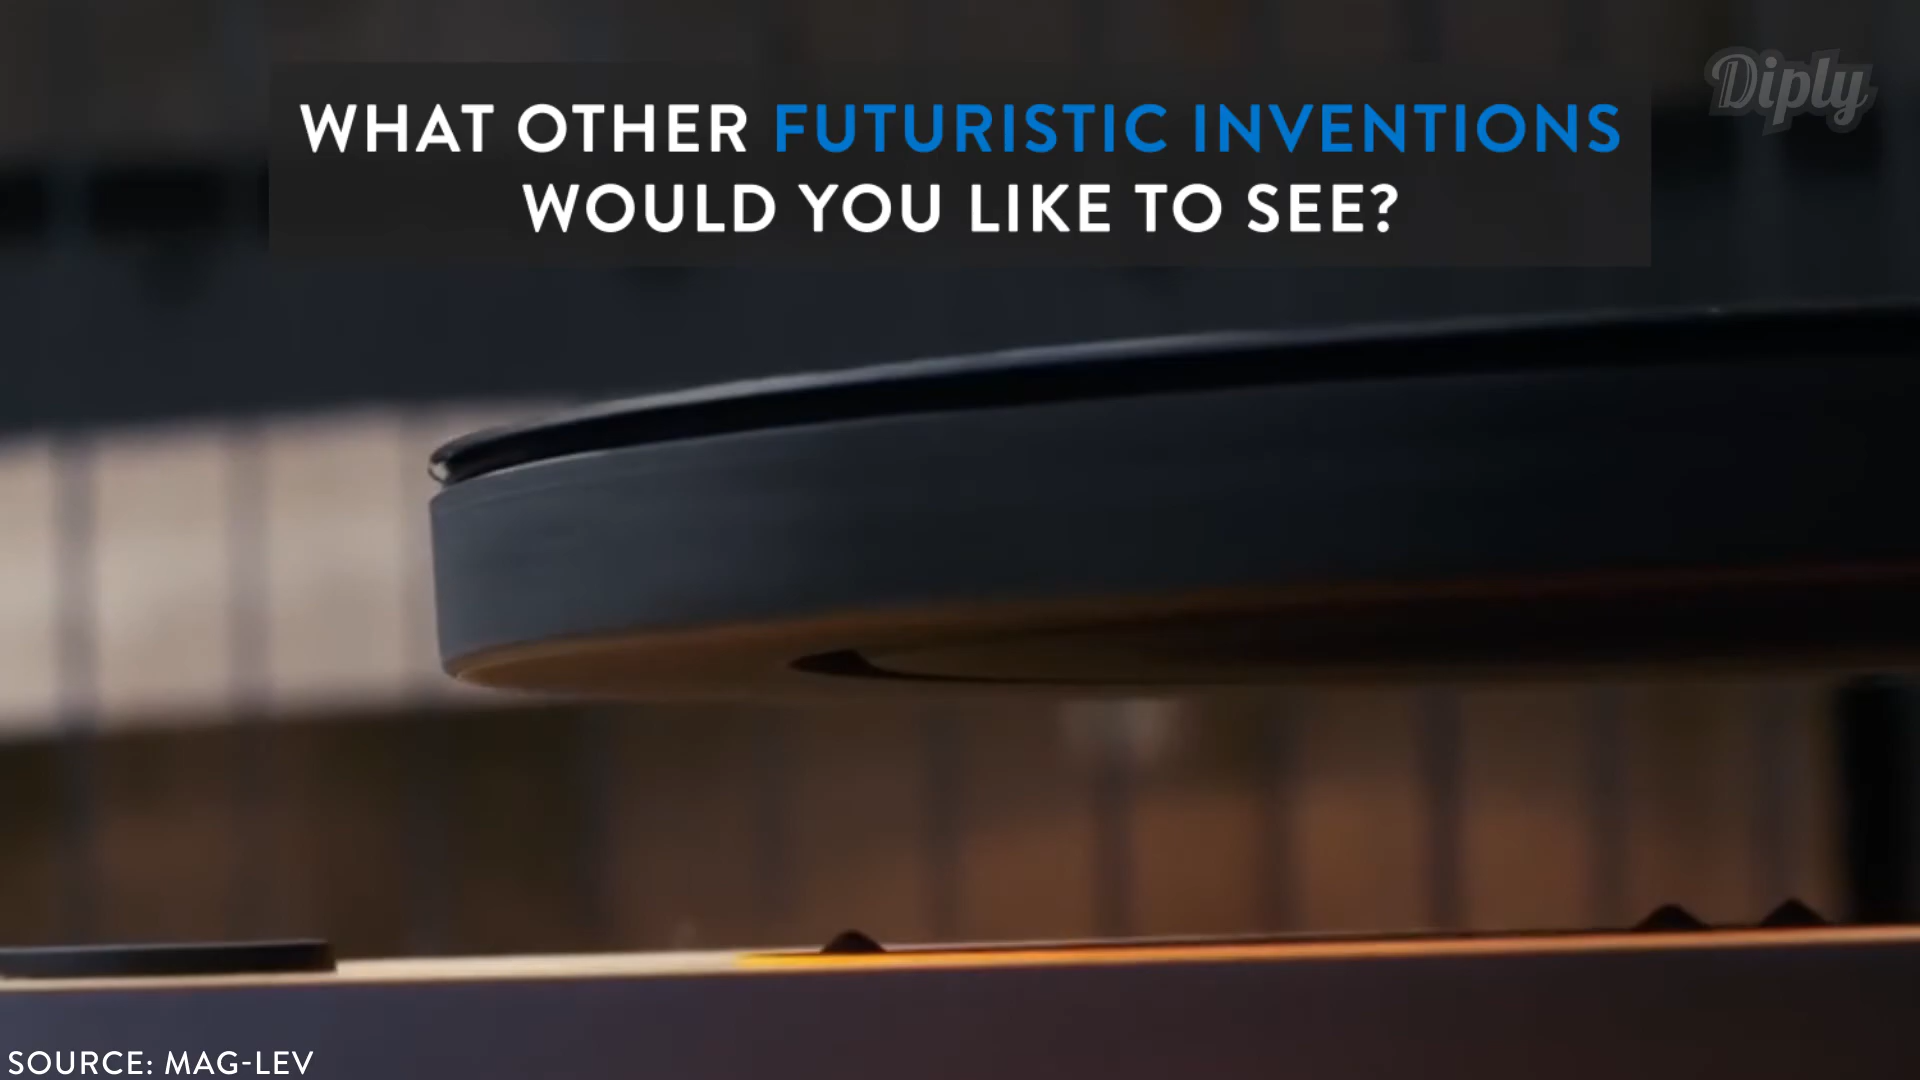 Diply
WHAT OTHER FUTURISTIC INVENTIONS
WOULD YOU LIKE TO SEE?
SOURCE: MAG-LEV